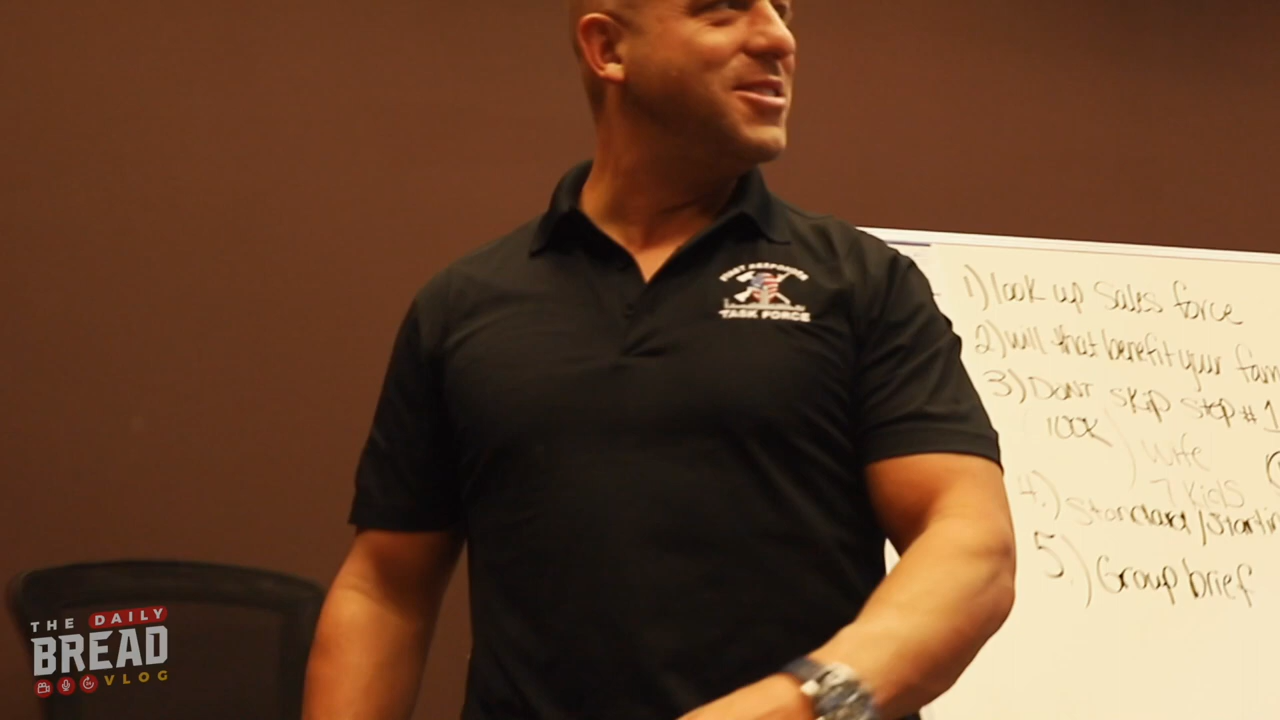 FIRST RESPONDER
TASK FORCE
1) look up Sales force
2) will that benefit your fam
3) DONT skip step #1
100K ) Wife
7 Kids
4.) Standard/Startin
5.) Group brief
THE DAILY
BREAD
VLOG